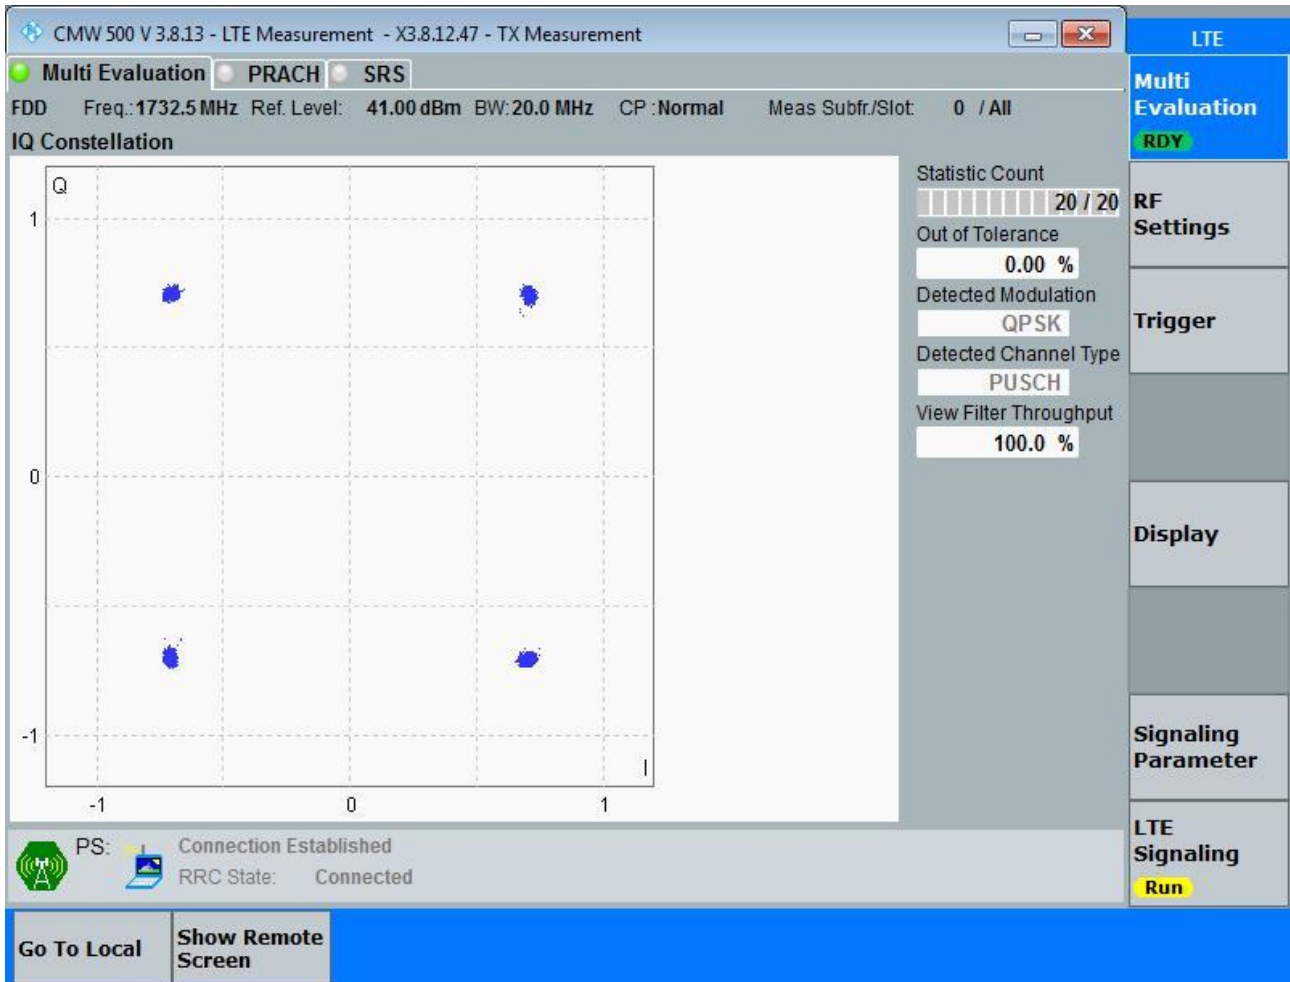 CMW 500 V 3.8.13 - LTE Measurement - X3.8.12.47 - TX Measurement
LTE
Multi Evaluation PRACH SRS
FDD Freq.: 1732.5 MHz Ref. Level: 41.00 dBm BW: 20.0 MHz CP : Normal Meas Subfr./Slot: 0 / All
IQ Constellation
Q
1
0
-1
-1 0 1
I
Statistic Count
20 / 20
Out of Tolerance
0.00 %
Detected Modulation
QPSK
Detected Channel Type
PUSCH
View Filter Throughput
100.0 %
Multi
Evaluation
RDY
RF
Settings
Trigger
Display
Signaling
Parameter
LTE
Signaling
Run
PS: Connection Established
RRC State: Connected
Go To Local
Show Remote
Screen